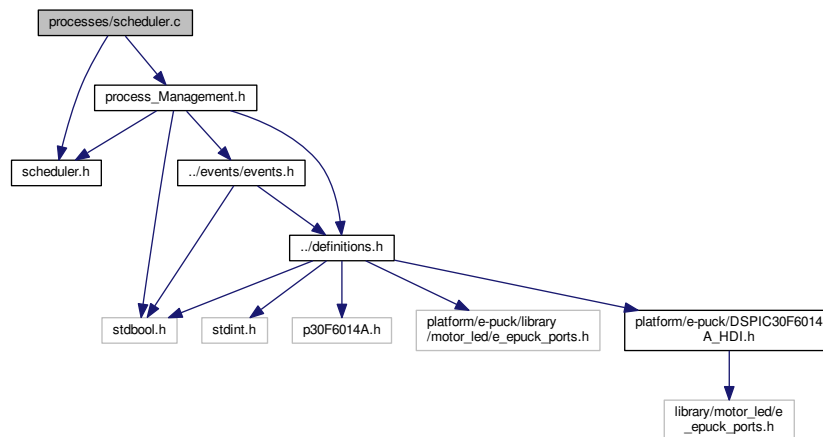 processes/scheduler.c
process_Management.h
scheduler.h
../events/events.h
../definitions.h
stdbool.h
stdint.h
p30F6014A.h
platform/e-puck/library
/motor_led/e_epuck_ports.h
platform/e-puck/DSPIC30F6014
A_HDI.h
library/motor_led/e
_epuck_ports.h